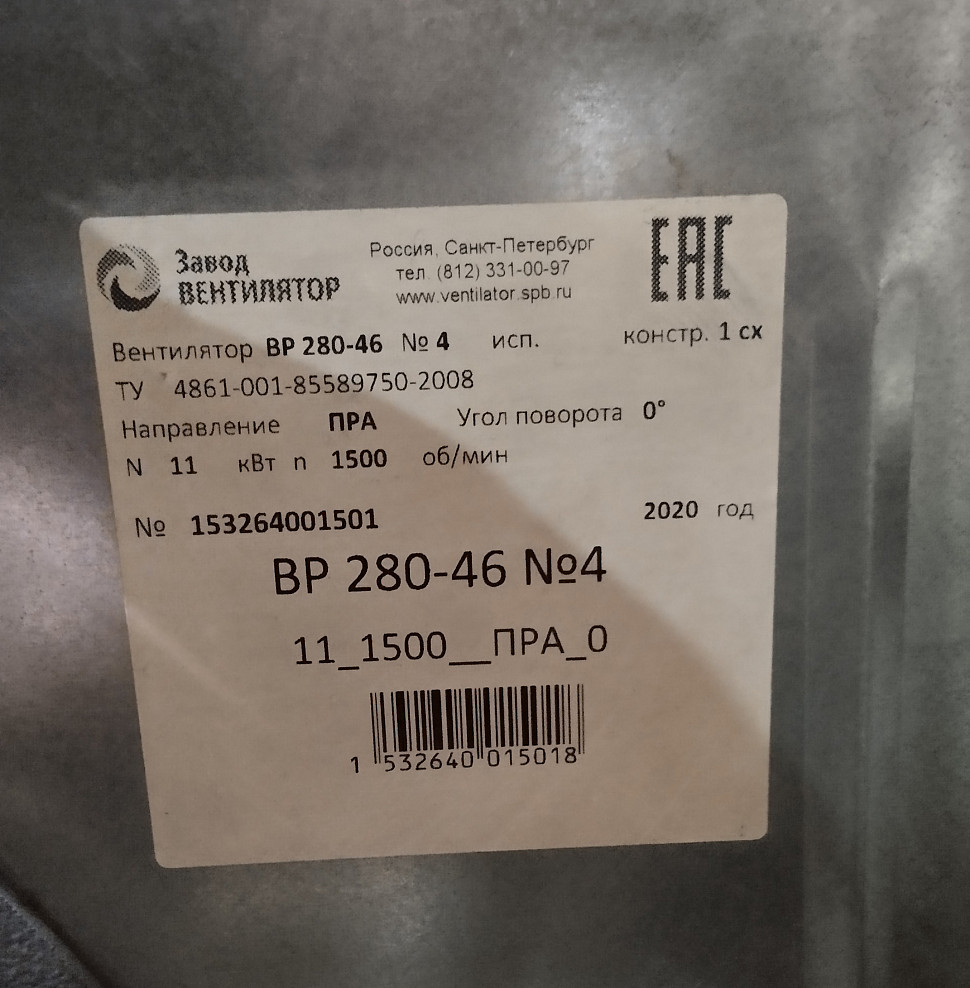 Завод
ВЕНТИЛЯТОР
Россия, Санкт-Петербург
тел. (812) 331-00-97
www.ventilator.spb.ru
ЕАС
Вентилятор ВР 280-46 № 4 исп. констр. 1 сх
ТУ 4861-001-85589750-2008
Направление ПРА Угол поворота 0°
N 11 кВт n 1500 об/мин
№ 153264001501 2020 год
ВР 280-46 №4
11_1500__ПРА_0
1 532640 015018